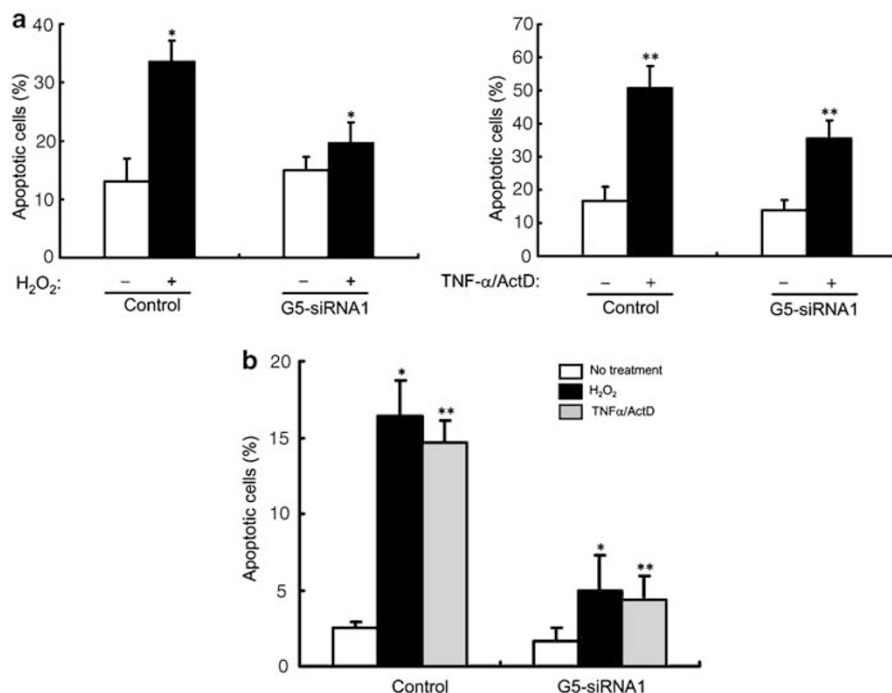 a
Apoptotic cells (%)
40
30
20
10
0
*
*
H₂O₂: – + – +
Control G5-siRNA1
Apoptotic cells (%)
70
60
50
40
30
20
10
0
**
**
TNF-α/ActD: – + – +
Control G5-siRNA1
b
Apoptotic cells (%)
20
15
10
5
0
*
**
*
**
No treatment
H₂O₂
TNFα/ActD
Control G5-siRNA1